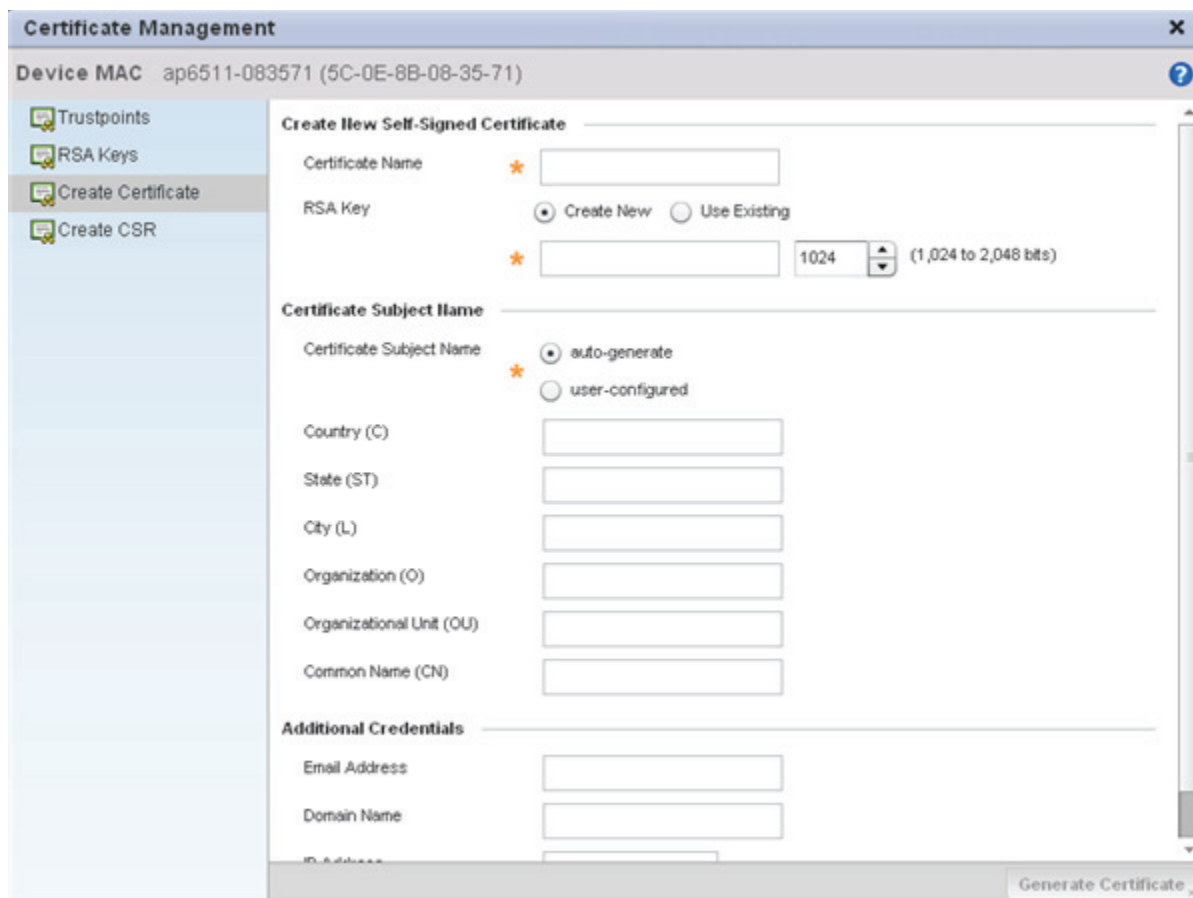 Certificate Management
Device MAC ap6511-083571 (5C-0E-8B-08-35-71)
Trustpoints
RSA Keys
Create Certificate
Create CSR
Create New Self-Signed Certificate
Certificate Name *
RSA Key Create New Use Existing
* 1024 (1,024 to 2,048 bits)
Certificate Subject Name
Certificate Subject Name * auto-generate
user-configured
Country (C)
State (ST)
City (L)
Organization (O)
Organizational Unit (OU)
Common Name (CN)
Additional Credentials
Email Address
Domain Name
IP Address
Generate Certificate